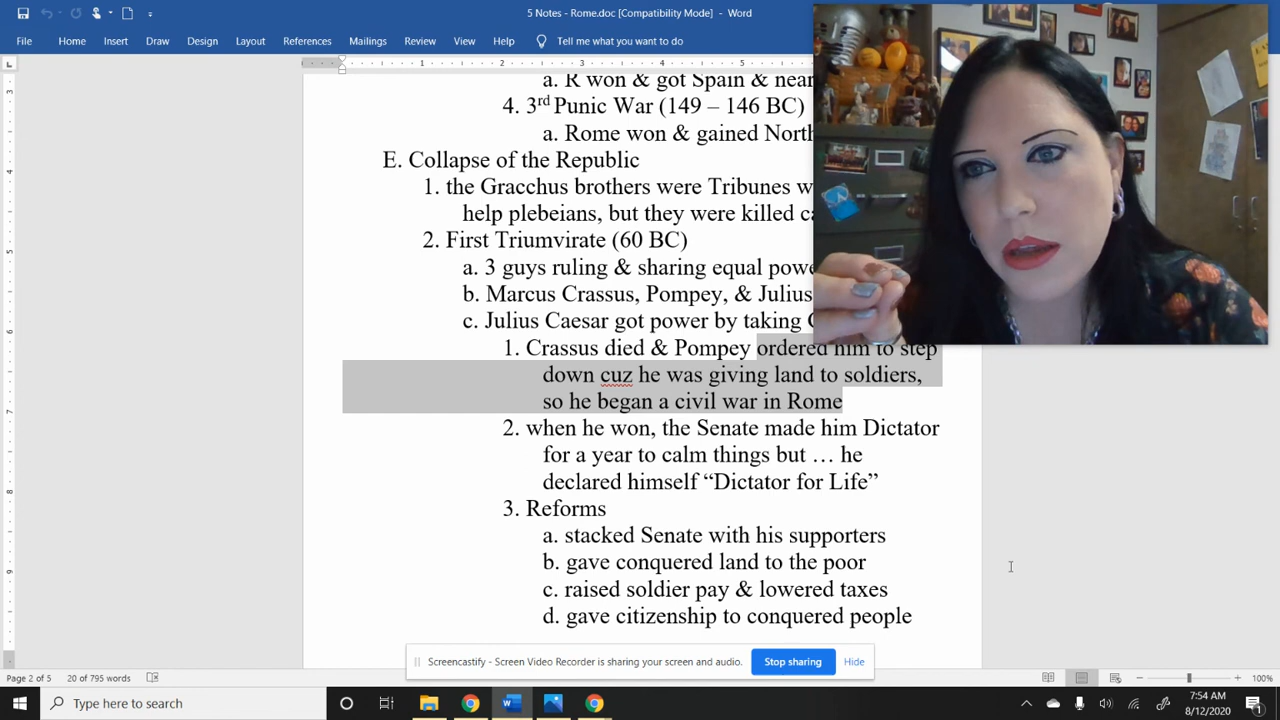 5 Notes - Rome.doc [Compatibility Mode] - Word
File Home Insert Draw Design Layout References Mailings Review View Help Tell me what you want to do
1 2 3 4 5
a. R won & got Spain & near
4. 3rd Punic War (149 – 146 BC)
a. Rome won & gained North
E. Collapse of the Republic
1. the Gracchus brothers were Tribunes w
help plebeians, but they were killed
2. First Triumvirate (60 BC)
a. 3 guys ruling & sharing equal powe
b. Marcus Crassus, Pompey, & Julius
c. Julius Caesar got power by taking
1. Crassus died & Pompey ordered him to step
down cuz he was giving land to soldiers,
so he began a civil war in Rome
2. when he won, the Senate made him Dictator
for a year to calm things but … he
declared himself “Dictator for Life”
3. Reforms
a. stacked Senate with his supporters
b. gave conquered land to the poor
c. raised soldier pay & lowered taxes
d. gave citizenship to conquered people
Screencastify - Screen Video Recorder is sharing your screen and audio. Stop sharing Hide
Page 2 of 5 20 of 795 words 100%
Type here to search
7:54 AM
8/12/2020